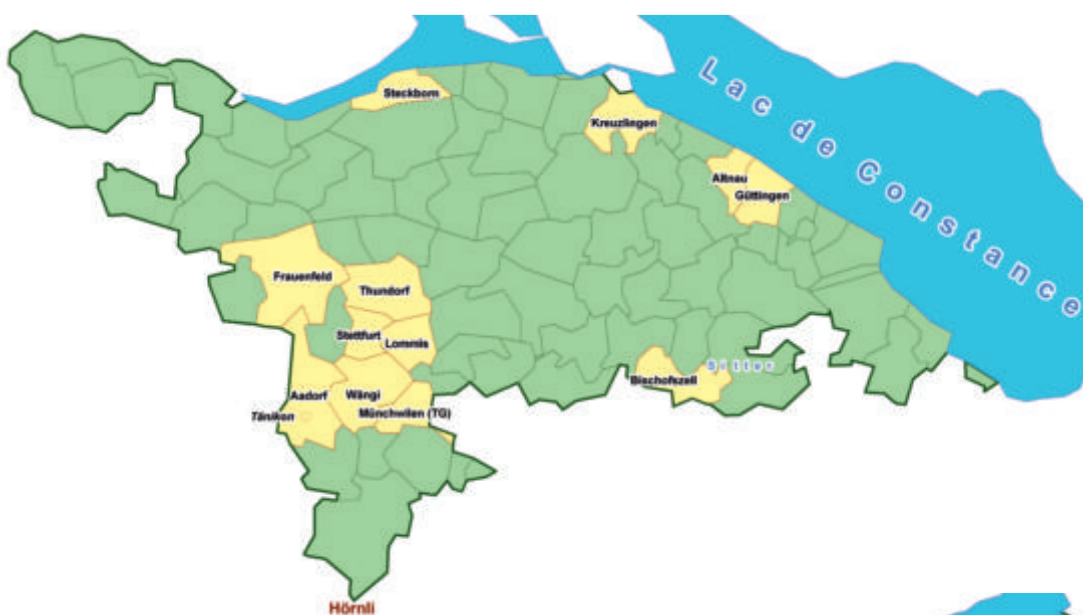 Lac de Constance
Steckborn
Kreuzlingen
Altnau
Güttingen
Frauenfeld
Thundorf
Stettfurt
Lommis
Sitter
Bischofszell
Aadorf
Wängi
Tänikon
Münchwilen (TG)
Hörnli